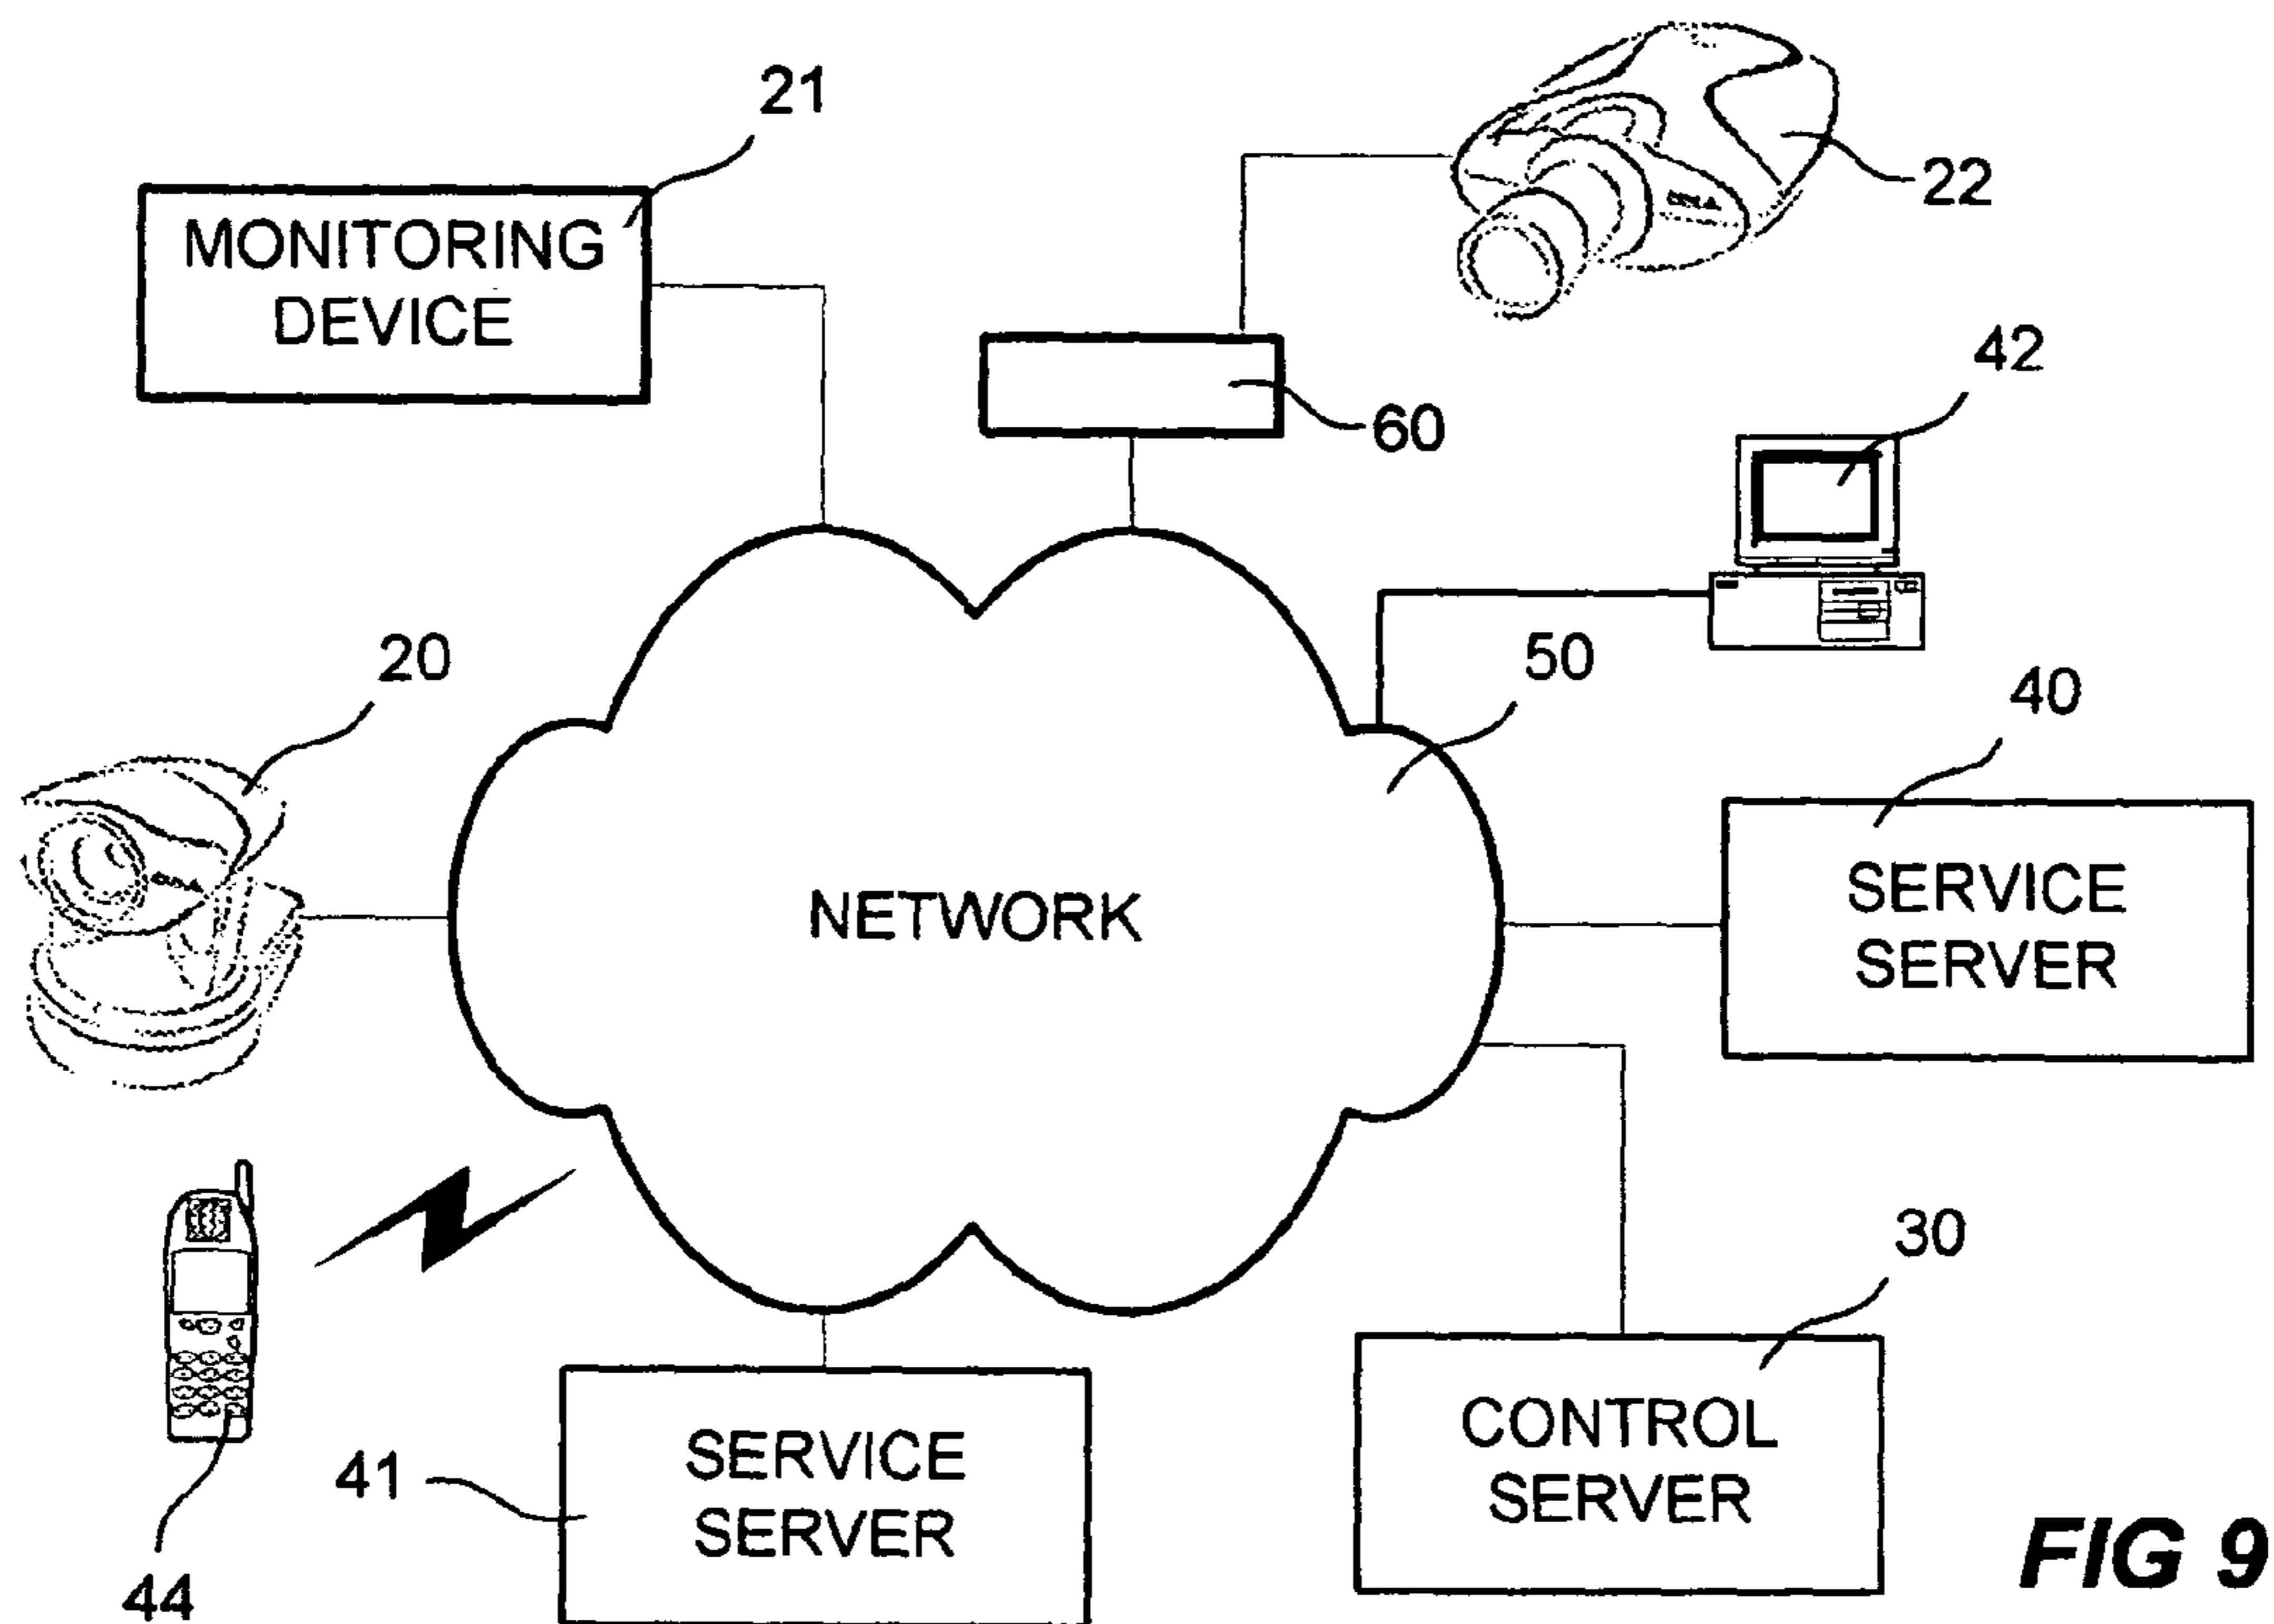 21
MONITORING
DEVICE
22
60
42
20
50
40
NETWORK
SERVICE
SERVER
30
CONTROL
SERVER
41
SERVICE
SERVER
44
FIG 9